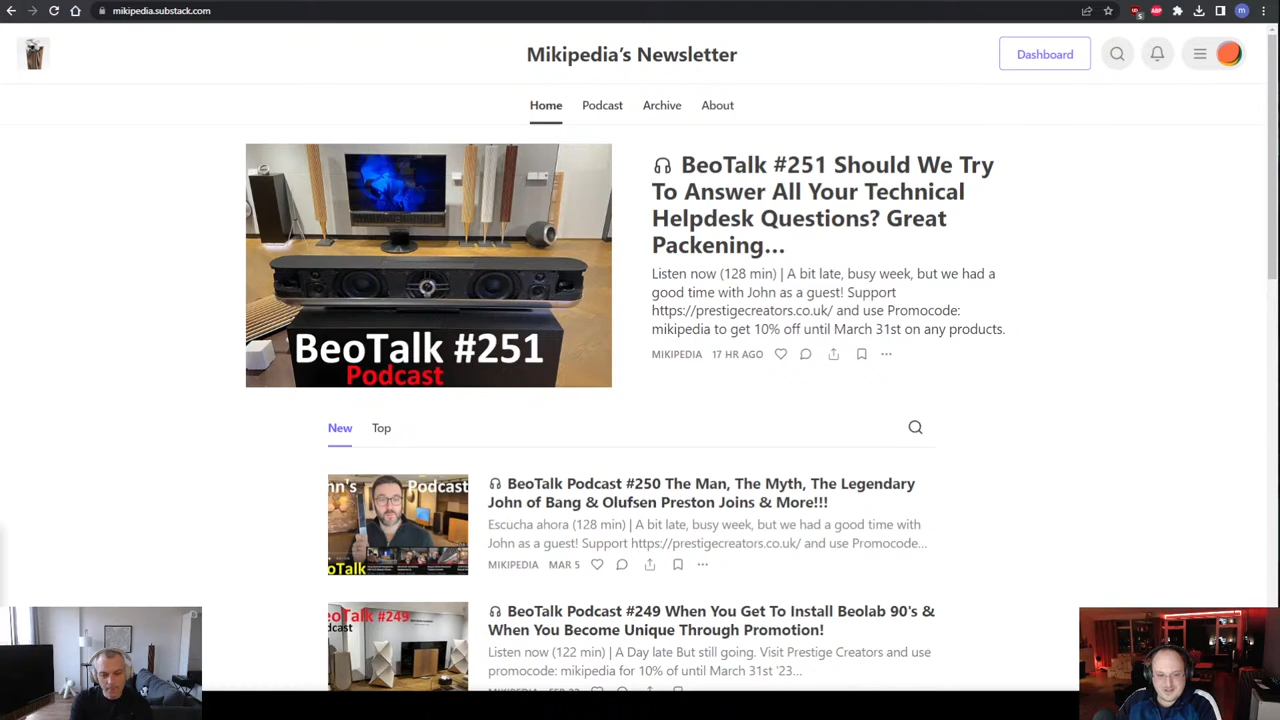 mikipedia.substack.com
m
Mikipedia's Newsletter
Dashboard
Home
Podcast
Archive
About
BeoTalk #251
Podcast
BeoTalk #251 Should We Try
To Answer All Your Technical
Helpdesk Questions? Great
Packening...
Listen now (128 min) | A bit late, busy week, but we had a
good time with John as a guest! Support
https://prestigecreators.co.uk/ and use Promocode:
mikipedia to get 10% off until March 31st on any products.
MIKIPEDIA 17 HR AGO
New
Top
hn's Podcast
oTalk
BeoTalk Podcast #250 The Man, The Myth, The Legendary
John of Bang & Olufsen Preston Joins & More!!!
Escucha ahora (128 min) | A bit late, busy week, but we had a good time with
John as a guest! Support https://prestigecreators.co.uk/ and use Promocode...
MIKIPEDIA MAR 5
eoTalk #249
dcast
BeoTalk Podcast #249 When You Get To Install Beolab 90's &
When You Become Unique Through Promotion!
Listen now (122 min) | A Day late But still going. Visit Prestige Creators and use
promocode: mikipedia for 10% of until March 31st '23...